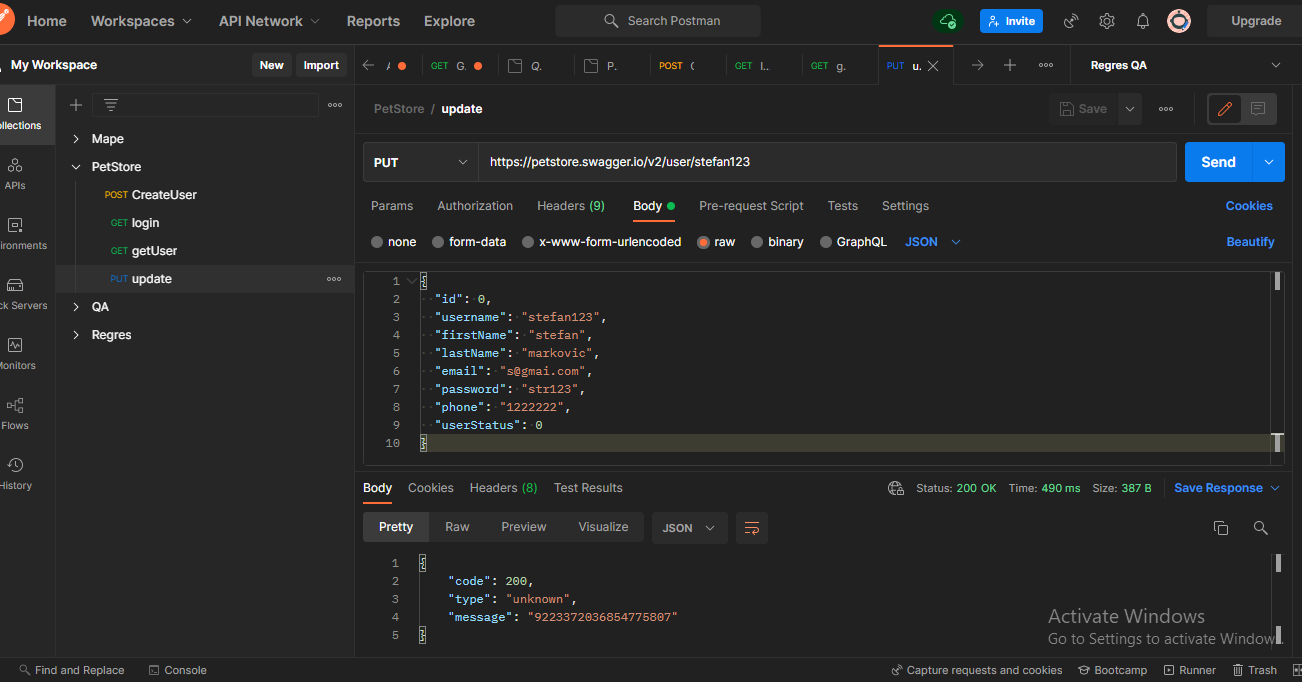 Home Workspaces API Network Reports Explore Search Postman Invite Upgrade
My Workspace New Import GET G. Q. P. POST GET I.. GET g. PUT u. Regres QA
PetStore / update Save
ollections
Mape
PetStore
POST CreateUser
GET login
GET getUser
PUT update
QA
Regres
APIs
ironments
ck Servers
Monitors
Flows
History
PUT https://petstore.swagger.io/v2/user/stefan123 Send
Params Authorization Headers (9) Body Pre-request Script Tests Settings Cookies
none form-data x-www-form-urlencoded raw binary GraphQL JSON Beautify
1 {
2 "id": 0,
3 "username": "stefan123",
4 "firstName": "stefan",
5 "lastName": "markovic",
6 "email": "s@gmai.com",
7 "password": "str123",
8 "phone": "1222222",
9 "userStatus": 0
10 }
Body Cookies Headers (8) Test Results Status: 200 OK Time: 490 ms Size: 387 B Save Response
Pretty Raw Preview Visualize JSON
1 {
2 "code": 200,
3 "type": "unknown",
4 "message": "9223372036854775807"
5 }
Activate Windows
Go to Settings to activate Windows.
Find and Replace Console Capture requests and cookies Bootcamp Runner Trash